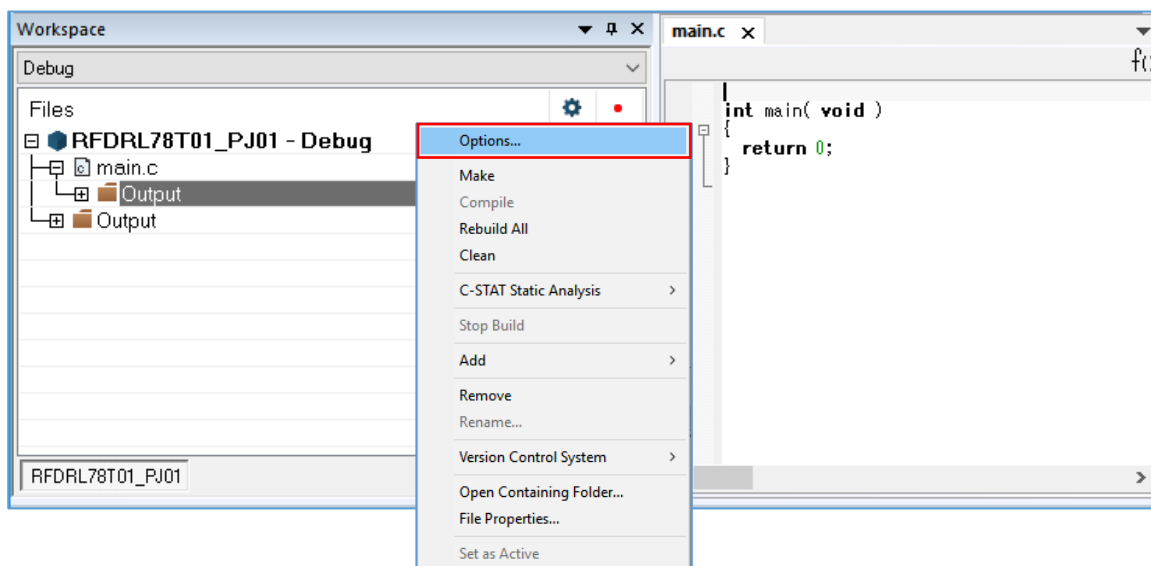 Workspace
Debug
Files
RFDRL78T01_PJ01 - Debug
main.c
Output
Output
RFDRL78T01_PJ01
Options...
Make
Compile
Rebuild All
Clean
C-STAT Static Analysis
Stop Build
Add
Remove
Rename...
Version Control System
Open Containing Folder...
File Properties...
Set as Active
main.c
int main( void )
{
return 0;
}